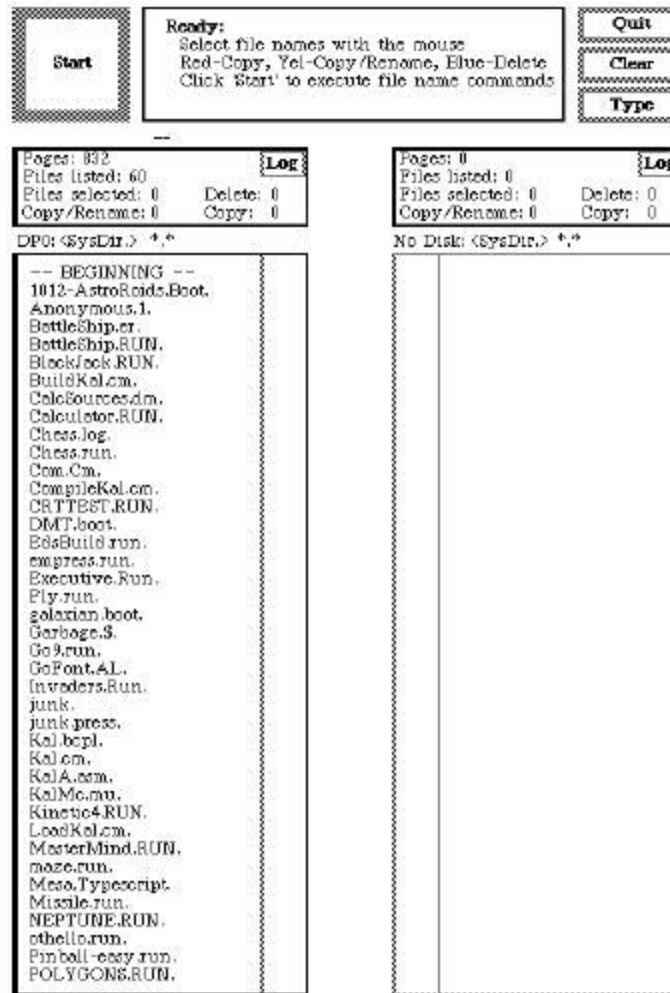 Start
Ready:
Select file names with the mouse
Red-Copy, Yel-Copy/Rename, Blue-Delete
Click 'Start' to execute file name commands
Quit
Clear
Type
--
Pages: 832
Log
Files listed: 60
Files selected: 0 Delete: 0
Copy/Rename: 0 Copy: 0
DP0: <SysDir.> *.*
-- BEGINNING --
1012-AstroRoids.Boot.
Anonymous.1.
BattleShip.er.
BattleShip.RUN.
BlackJack.RUN.
BuildKal.cm.
CalcSources.dm.
Calculator.RUN.
Chess.log.
Chess.run.
Com.Cm.
CompileKal.cm.
CRTTEST.RUN.
DMT.boot.
EdsBuild.run.
empress.run.
Executive.Run.
Fly.run.
galaxian.boot.
Garbage.$.
Go9.run.
GoFont.AL.
Invaders.Run.
junk.
junk.press.
Kal.bcpl.
Kal.cm.
KalA.asm.
KalMc.mu.
Kinetic4.RUN.
LoadKal.cm.
MasterMind.RUN.
maze.run.
Mesa.Typescript.
Missile.run.
NEPTUNE.RUN.
othello.run.
Pinball-easy.run.
POLYGONS.RUN.
Pages: 0
Log
Files listed: 0
Files selected: 0 Delete: 0
Copy/Rename: 0 Copy: 0
No Disk: <SysDir.> *.*